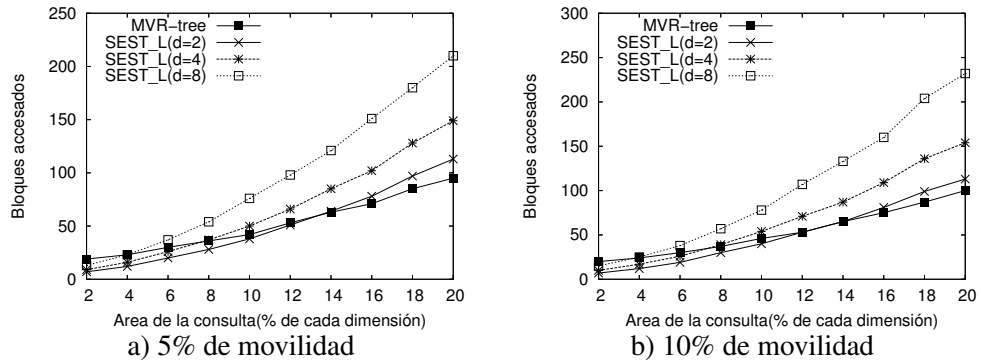 250
200
150
100
50
0
Bloques accesados
MVR-tree
SEST_L(d=2)
SEST_L(d=4)
SEST_L(d=8)
2 4 6 8 10 12 14 16 18 20
Area de la consulta(% de cada dimensión)
a) 5% de movilidad
300
250
200
150
100
50
0
Bloques accesados
MVR-tree
SEST_L(d=2)
SEST_L(d=4)
SEST_L(d=8)
2 4 6 8 10 12 14 16 18 20
Area de la consulta(% de cada dimensión)
b) 10% de movilidad